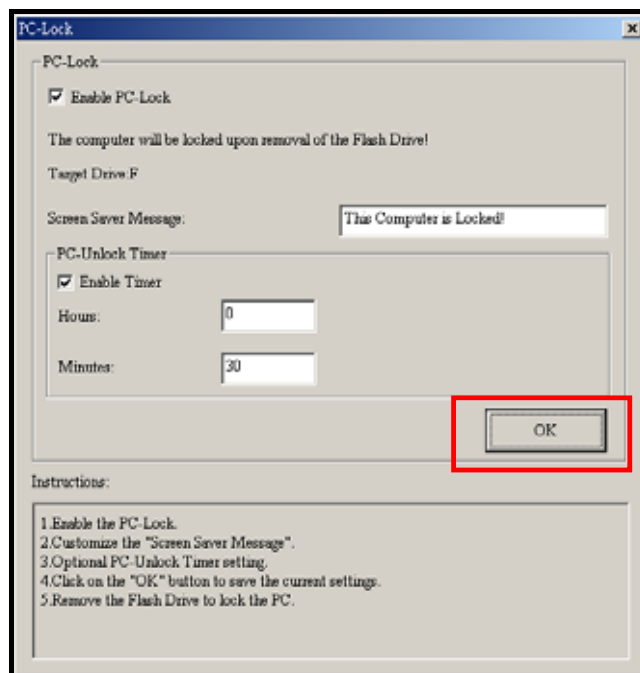 PC-Lock
PC-Lock
Enable PC-Lock
The computer will be locked upon removal of the Flash Drive!
Target Drive:F
Screen Saver Message: This Computer is Locked!
PC-Unlock Timer
Enable Timer
Hours: 0
Minutes: 30
OK
Instructions:
1.Enable the PC-Lock.
2.Customize the "Screen Saver Message".
3.Optional PC-Unlock Timer setting.
4.Click on the "OK" button to save the current settings.
5.Remove the Flash Drive to lock the PC.